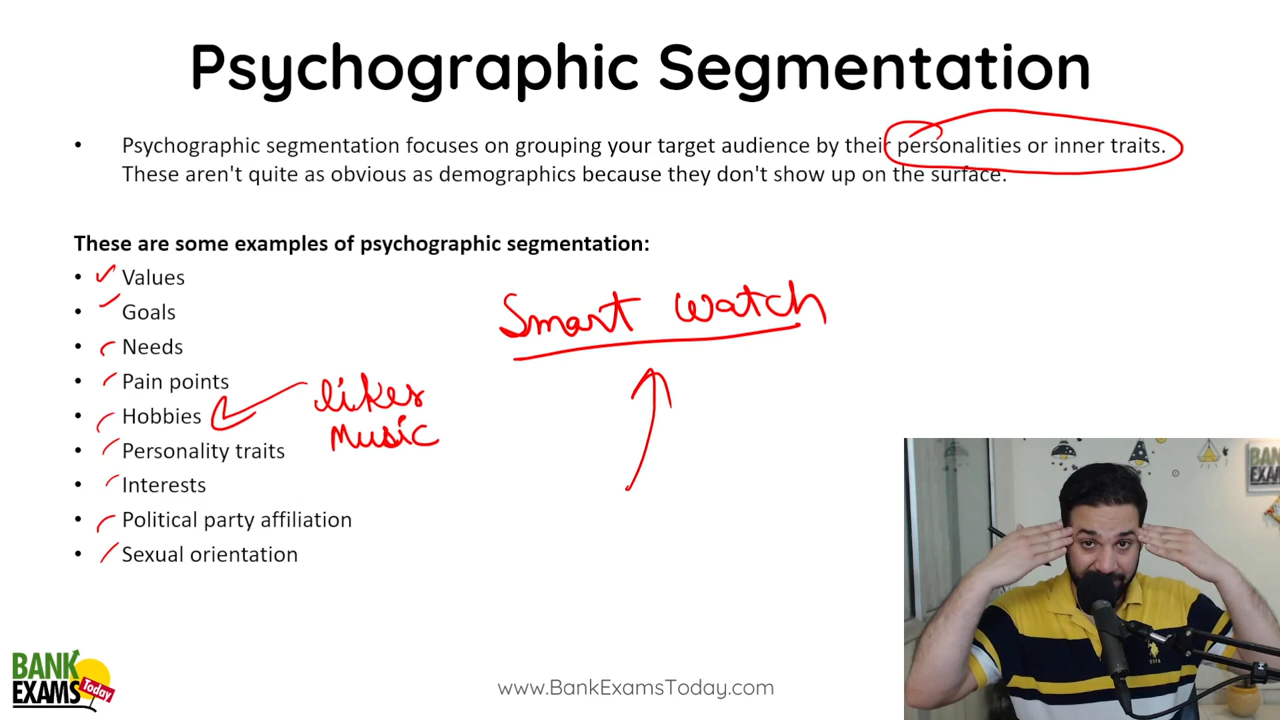 Psychographic Segmentation
• Psychographic segmentation focuses on grouping your target audience by their personalities or inner traits.
These aren't quite as obvious as demographics because they don't show up on the surface.
These are some examples of psychographic segmentation:
• Values
• Goals
• Needs
• Pain points
• Hobbies
• Personality traits
• Interests
• Political party affiliation
• Sexual orientation
Smart Watch
likes
Music
BANK
EXAMS
Today
www.BankExamsToday.com
BANK
EXAM